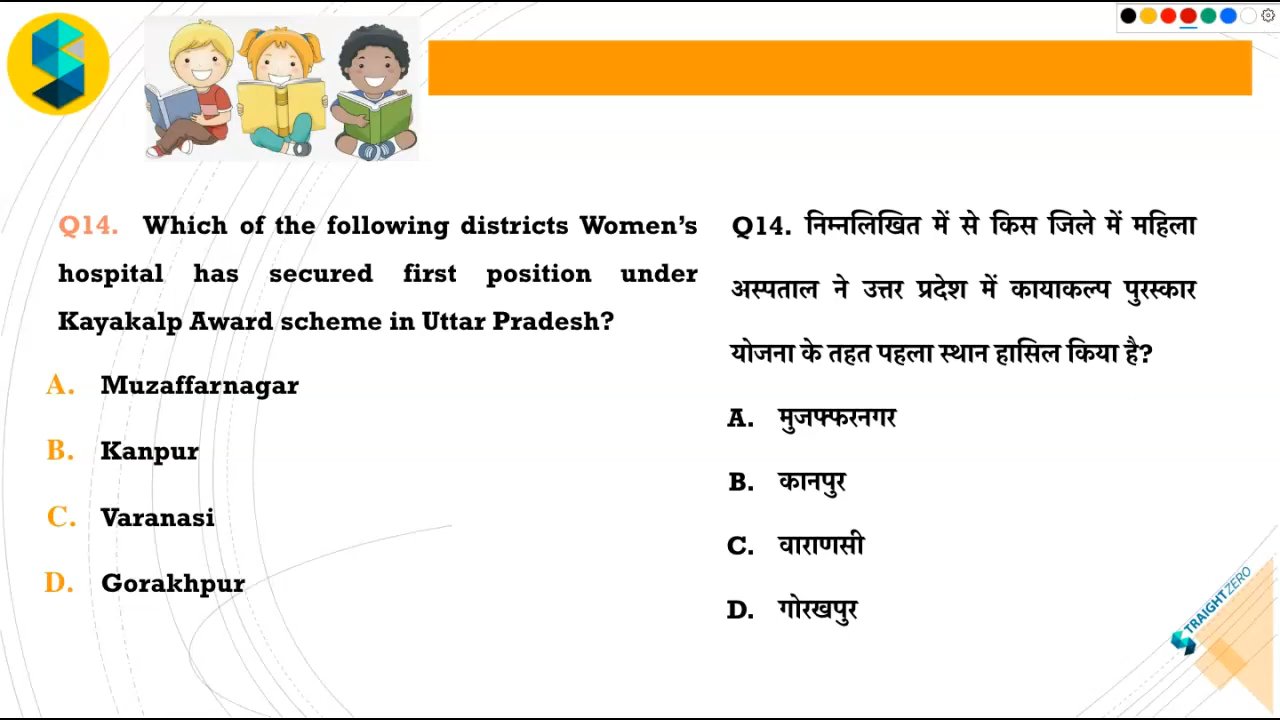 Q14. Which of the following districts Women’s
hospital has secured first position under
Kayakalp Award scheme in Uttar Pradesh?
A. Muzaffarnagar
B. Kanpur
C. Varanasi
D. Gorakhpur
Q14. निम्नलिखित में से किस जिले में महिला
अस्पताल ने उत्तर प्रदेश में कायाकल्प पुरस्कार
योजना के तहत पहला स्थान हासिल किया है?
A. मुजफ्फरनगर
B. कानपुर
C. वाराणसी
D. गोरखपुर
TRAIGHTZERO